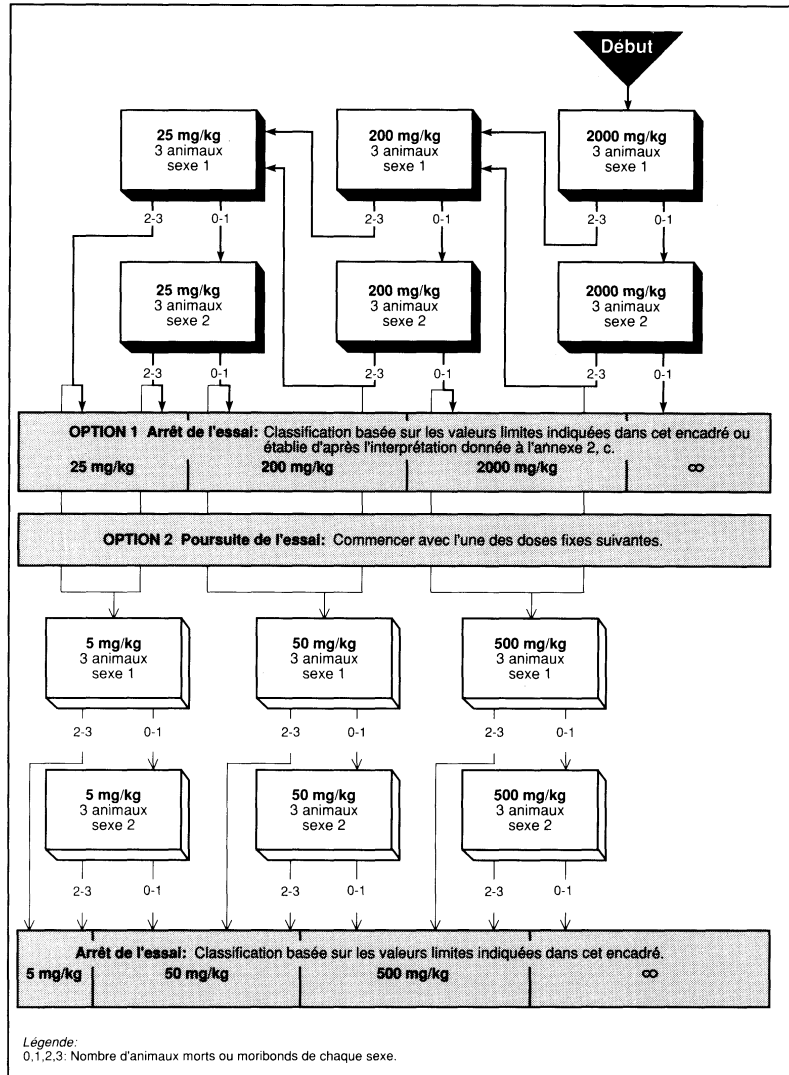 Début
25 mg/kg
3 animaux
sexe 1
200 mg/kg
3 animaux
sexe 1
2000 mg/kg
3 animaux
sexe 1
2-3 0-1 2-3 0-1 2-3 0-1
25 mg/kg
3 animaux
sexe 2
200 mg/kg
3 animaux
sexe 2
2000 mg/kg
3 animaux
sexe 2
2-3 0-1 2-3 0-1 2-3 0-1
OPTION 1 Arrêt de l'essai: Classification basée sur les valeurs limites indiquées dans cet encadré ou
établie d'après l'interprétation donnée à l'annexe 2, c.
25 mg/kg 200 mg/kg 2000 mg/kg ∞
OPTION 2 Poursuite de l'essai: Commencer avec l'une des doses fixes suivantes.
5 mg/kg
3 animaux
sexe 1
50 mg/kg
3 animaux
sexe 1
500 mg/kg
3 animaux
sexe 1
2-3 0-1 2-3 0-1 2-3 0-1
5 mg/kg
3 animaux
sexe 2
50 mg/kg
3 animaux
sexe 2
500 mg/kg
3 animaux
sexe 2
2-3 0-1 2-3 0-1 2-3 0-1
Arrêt de l'essai: Classification basée sur les valeurs limites indiquées dans cet encadré.
5 mg/kg 50 mg/kg 500 mg/kg ∞
Légende:
0,1,2,3: Nombre d'animaux morts ou moribonds de chaque sexe.